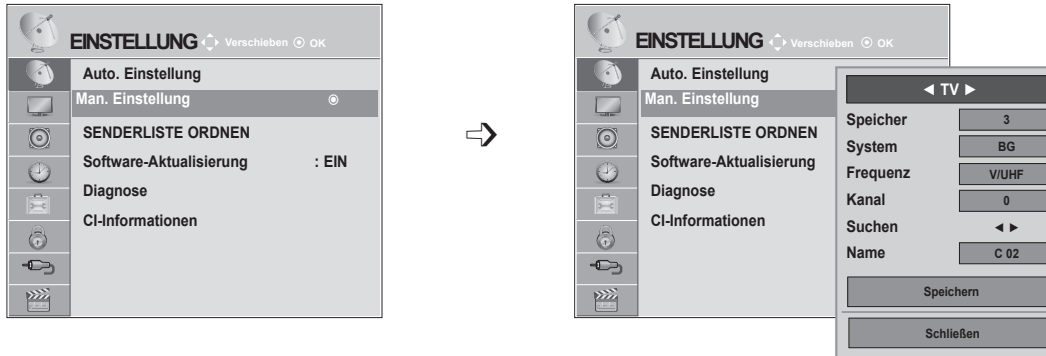 EINSTELLUNG Verschieben OK
Auto. Einstellung
Man. Einstellung
SENDERLISTE ORDNEN
Software-Aktualisierung : EIN
Diagnose
CI-Informationen
EINSTELLUNG Verschieben OK
Auto. Einstellung
Man. Einstellung
SENDERLISTE ORDNEN
Software-Aktualisierung
Diagnose
CI-Informationen
◄ TV ►
Speicher 3
System BG
Frequenz V/UHF
Kanal 0
Suchen ◄ ►
Name C 02
Speichern
Schließen